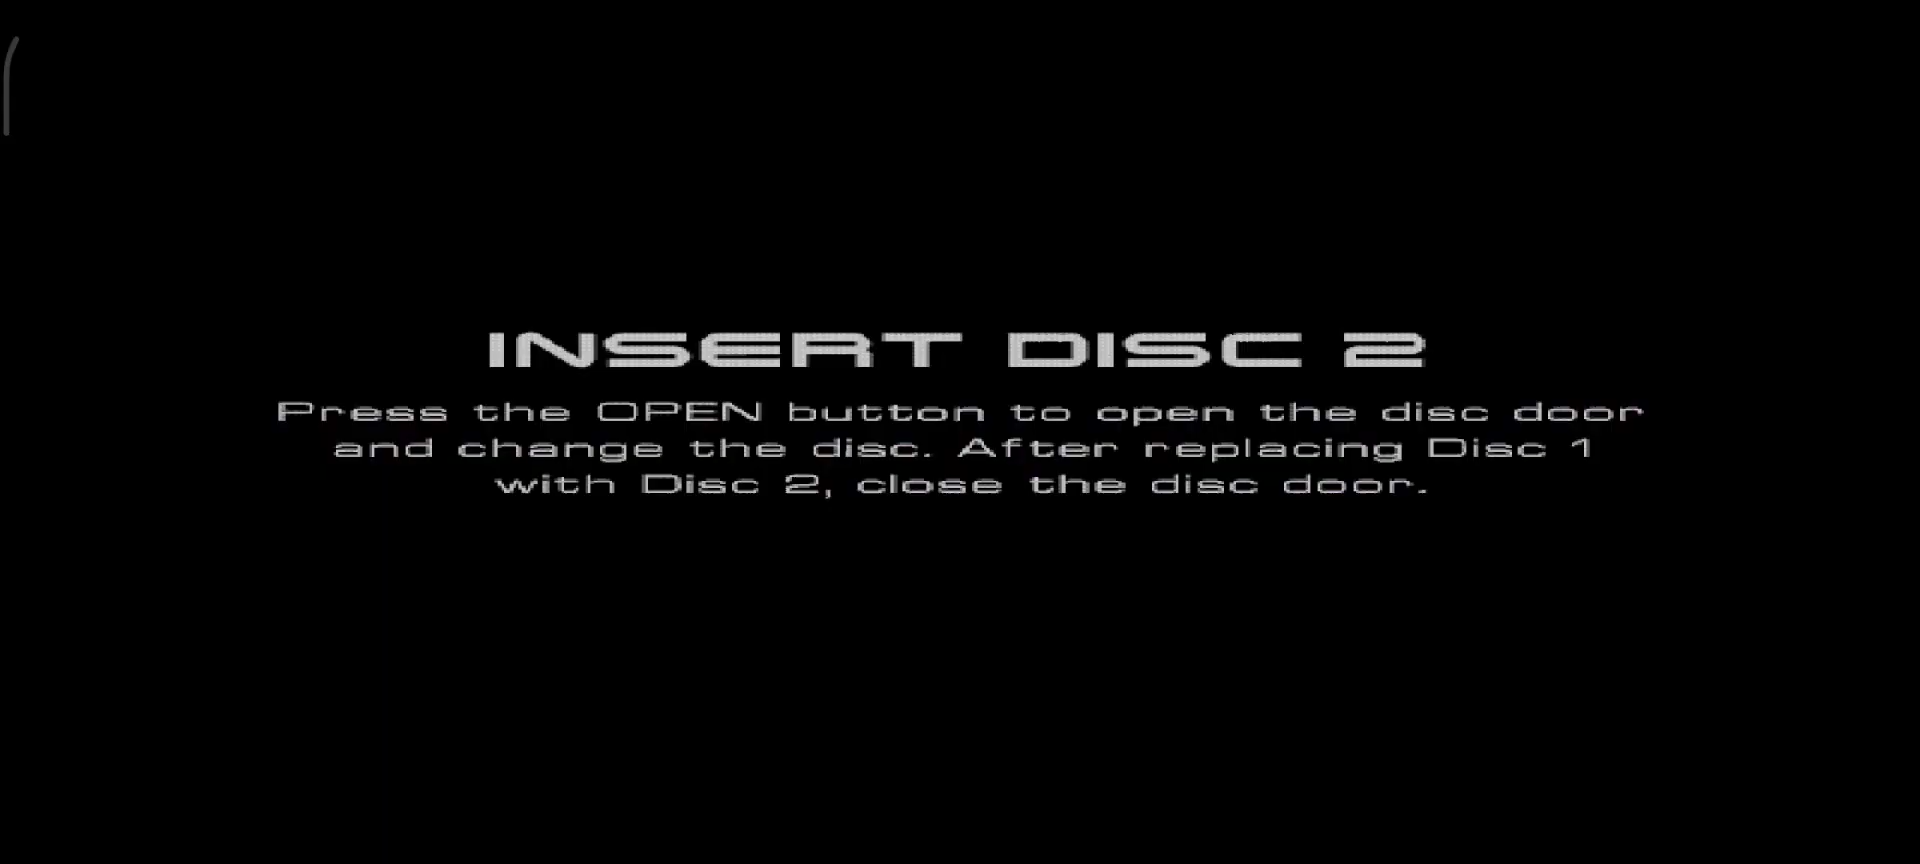 INSERT DISC 2
Press the OPEN button to open the disc door
and change the disc. After replacing Disc 1
with Disc 2, close the disc door.